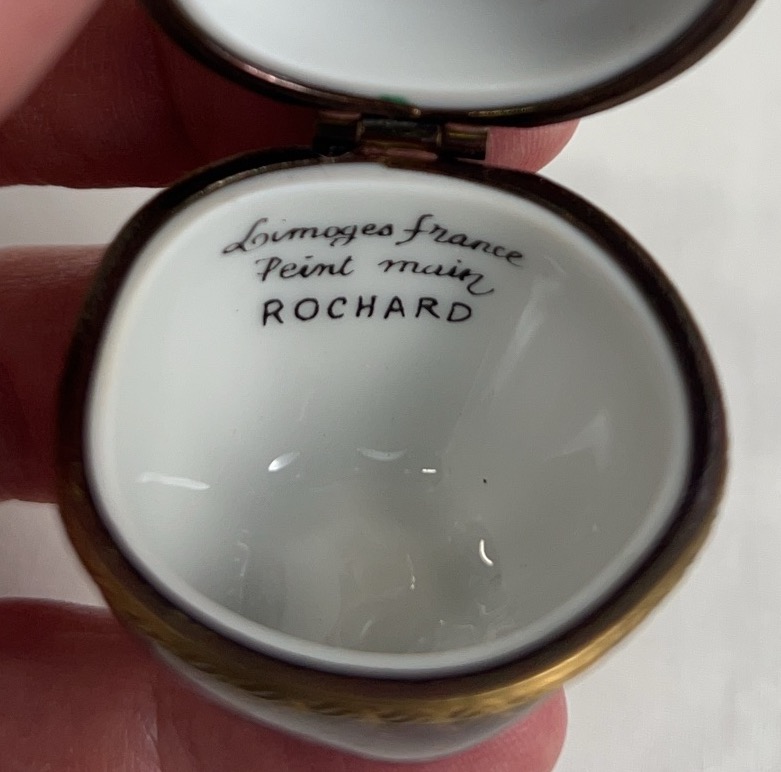 Limoges france
Peint main
ROCHARD